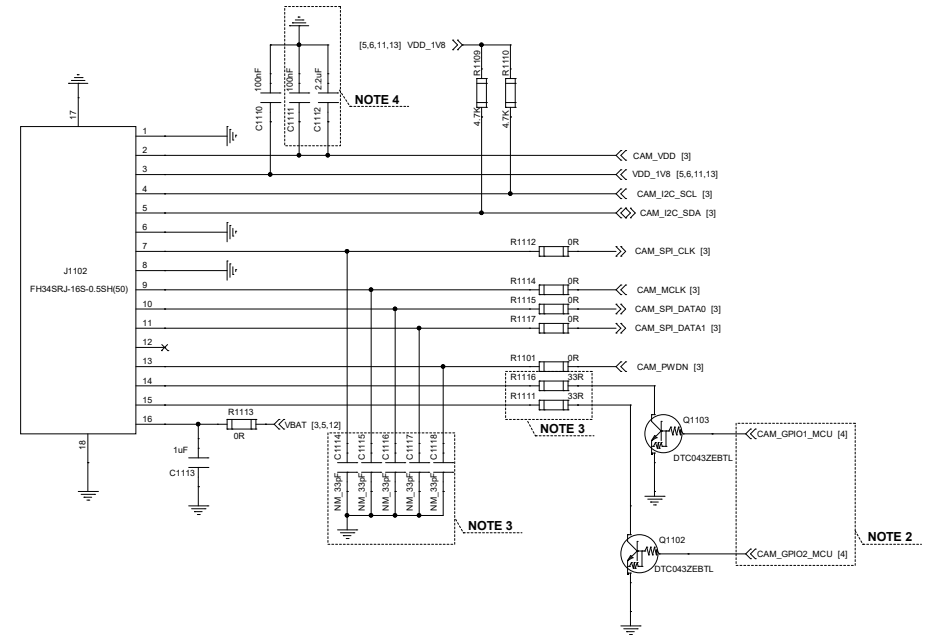 [5,6,11,13] VDD_1V8
R1109
R1110
4.7K
4.7K
100nF
100nF
2.2uF
C1110
C1111
C1112
NOTE 4
17
1
2
3
4
5
6
7
8
9
10
11
12
13
14
15
16
18
J1102
FH34SRJ-16S-0.5SH(50)
CAM_VDD [3]
VDD_1V8 [5,6,11,13]
CAM_I2C_SCL [3]
CAM_I2C_SDA [3]
R1112 0R CAM_SPI_CLK [3]
R1114 0R CAM_MCLK [3]
R1115 0R CAM_SPI_DATA0 [3]
R1117 0R CAM_SPI_DATA1 [3]
R1101 0R CAM_PWDN [3]
R1116 33R
R1111 33R
NOTE 3
R1113
0R
VBAT [3,5,12]
1uF
C1113
C1114
C1115
C1116
C1117
C1118
NM_33pF
NM_33pF
NM_33pF
NM_33pF
NM_33pF
NOTE 3
Q1103
DTC043ZEBTL
CAM_GPIO1_MCU [4]
NOTE 2
Q1102
DTC043ZEBTL
CAM_GPIO2_MCU [4]